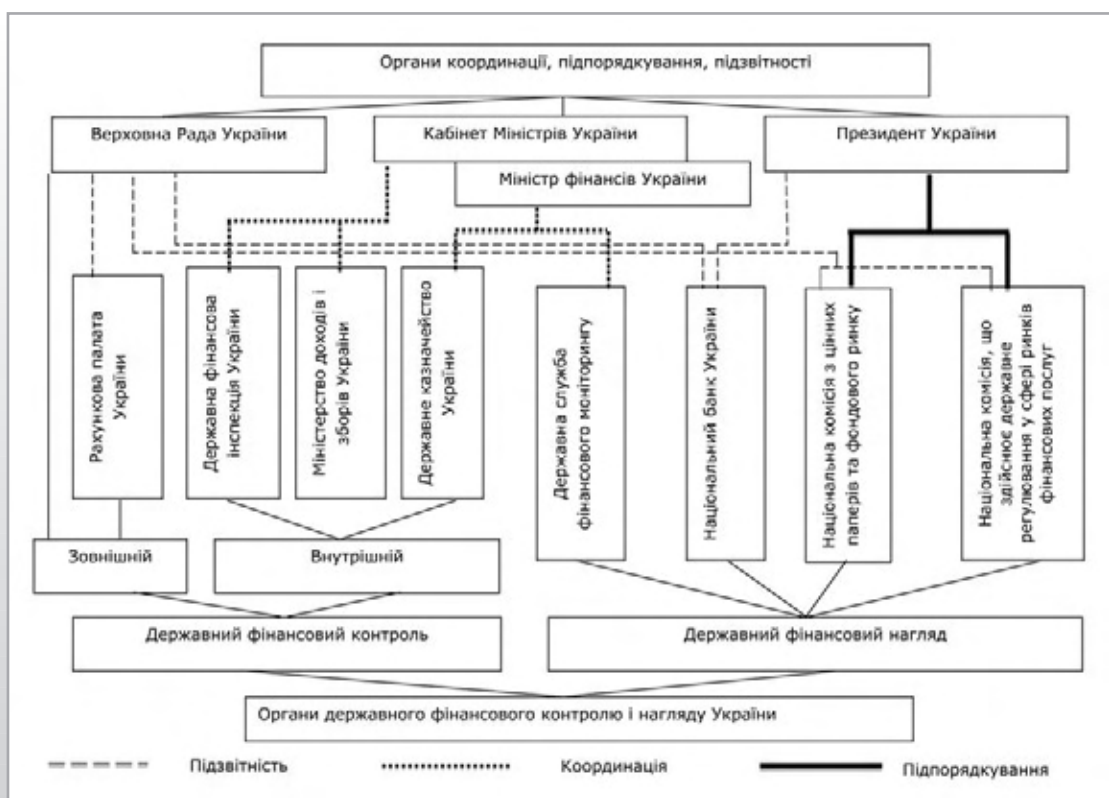 Органи координації, підпорядкування, підзвітності
Верховна Рада України
Кабінет Міністрів України
Президент України
Міністр фінансів України
Рахункова палата
України
Державна фінансова
інспекція України
Міністерство доходів і
зборів України
Державне казначейство
України
Державна служба
фінансового моніторингу
Національний банк України
Національна комісія з цінних
паперів та фондового ринку
Національна комісія, що
здійснює державне
регулювання у сфері ринків
фінансових послуг
Зовнішній
Внутрішній
Державний фінансовий контроль
Державний фінансовий нагляд
Органи державного фінансового контролю і нагляду України
Підзвітність
Координація
Підпорядкування